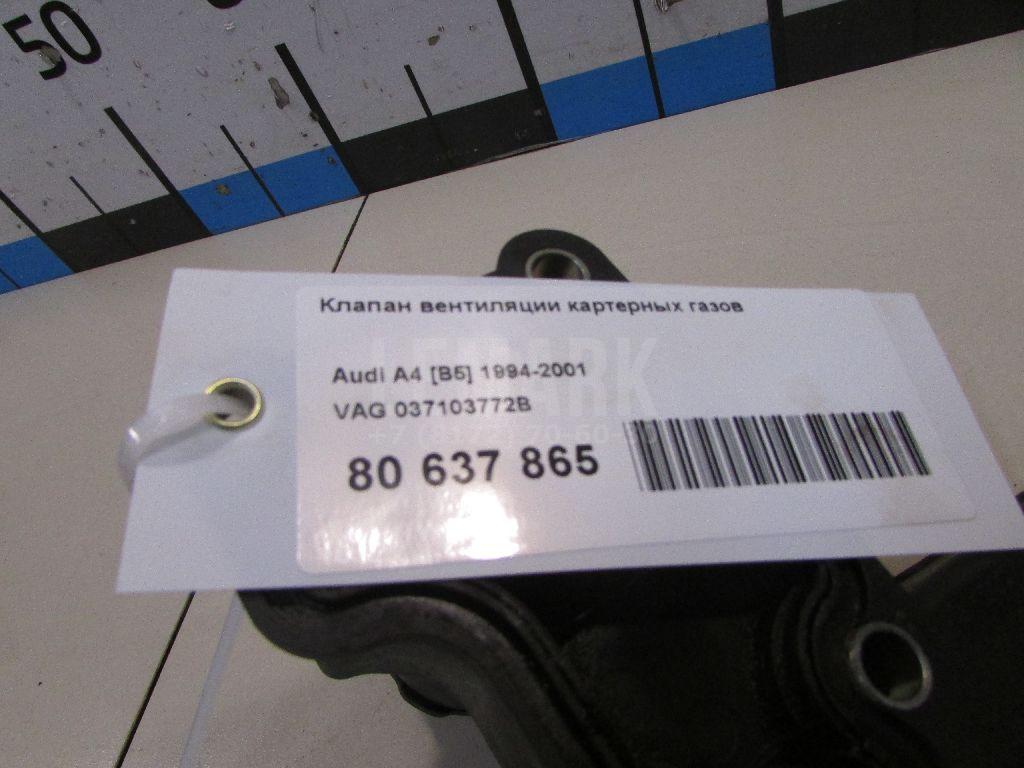 50
Клапан вентиляции картерных газов
Audi A4 [B5] 1994-2001
VAG 037103772B
80 637 865